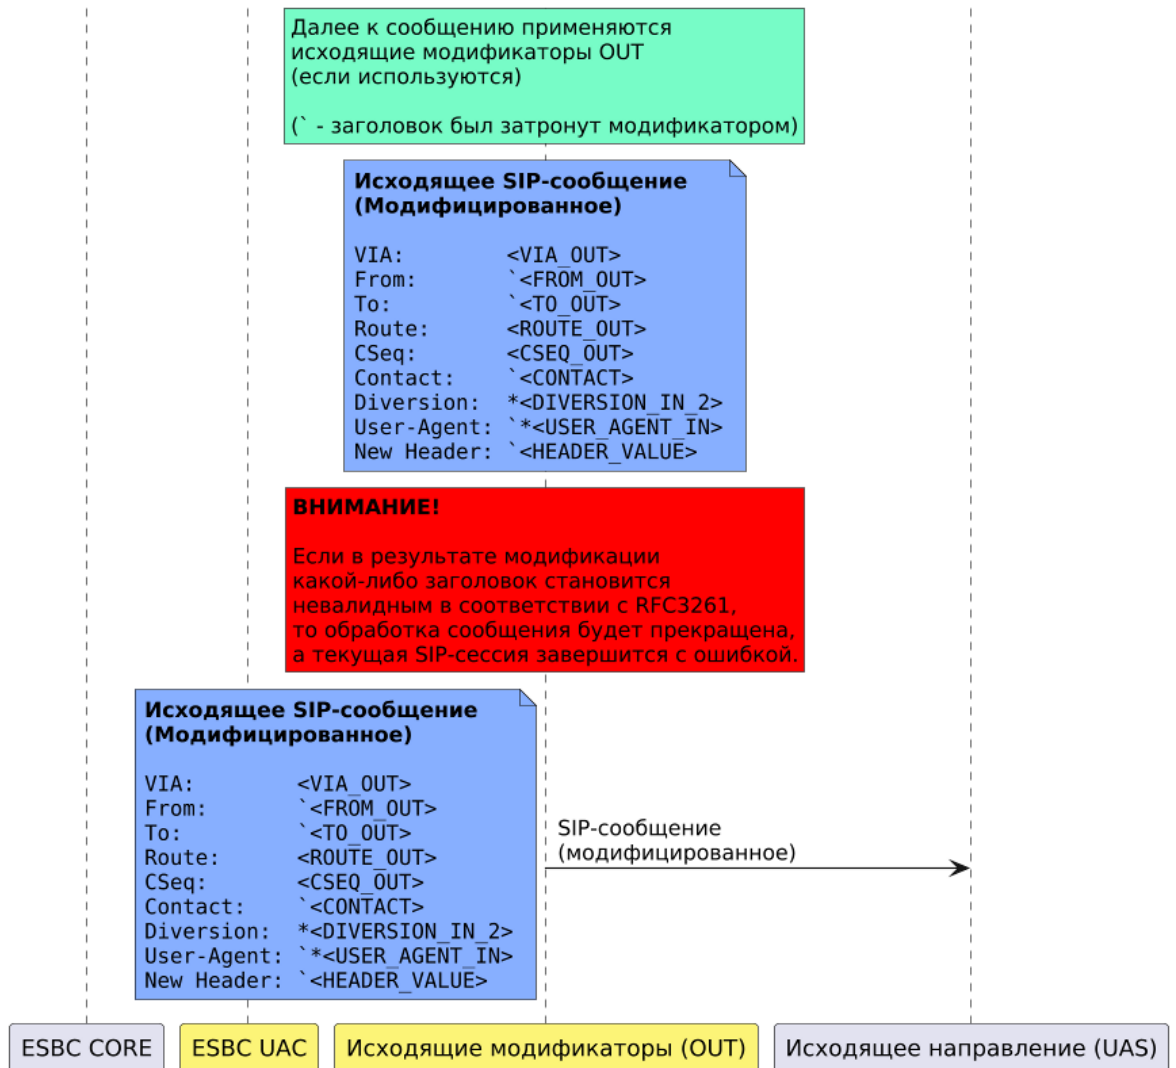 Далее к сообщению применяются
исходящие модификаторы OUT
(если используются)
(` - заголовок был затронут модификатором)
Исходящее SIP-сообщение
(Модифицированное)
VIA:        <VIA_OUT>
From:       `<FROM_OUT>
To:         `<TO_OUT>
Route:      <ROUTE_OUT>
CSeq:       <CSEQ_OUT>
Contact:    `<CONTACT>
Diversion:  *<DIVERSION_IN_2>
User-Agent: `*<USER_AGENT_IN>
New Header: `<HEADER_VALUE>
ВНИМАНИЕ!
Если в результате модификации
какой-либо заголовок становится
невалидным в соответствии с RFC3261,
то обработка сообщения будет прекращена,
а текущая SIP-сессия завершится с ошибкой.
Исходящее SIP-сообщение
(Модифицированное)
VIA:        <VIA_OUT>
From:       `<FROM_OUT>
To:         `<TO_OUT>
Route:      <ROUTE_OUT>
CSeq:       <CSEQ_OUT>
Contact:    `<CONTACT>
Diversion:  *<DIVERSION_IN_2>
User-Agent: `*<USER_AGENT_IN>
New Header: `<HEADER_VALUE>
SIP-сообщение
(модифицированное)
ESBC CORE
ESBC UAC
Исходящие модификаторы (OUT)
Исходящее направление (UAS)